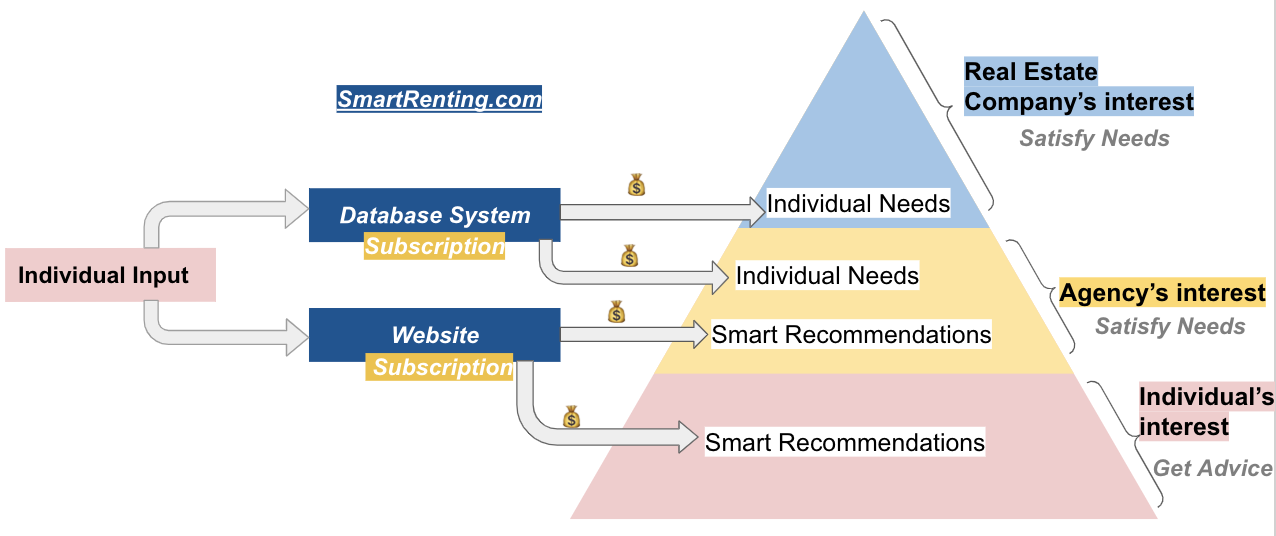 SmartRenting.com
Real Estate
Company’s interest
Satisfy Needs
Database System
Subscription
Individual Needs
Individual Input
Individual Needs
Agency’s interest
Satisfy Needs
Website
Subscription
Smart Recommendations
Individual’s
interest
Get Advice
Smart Recommendations